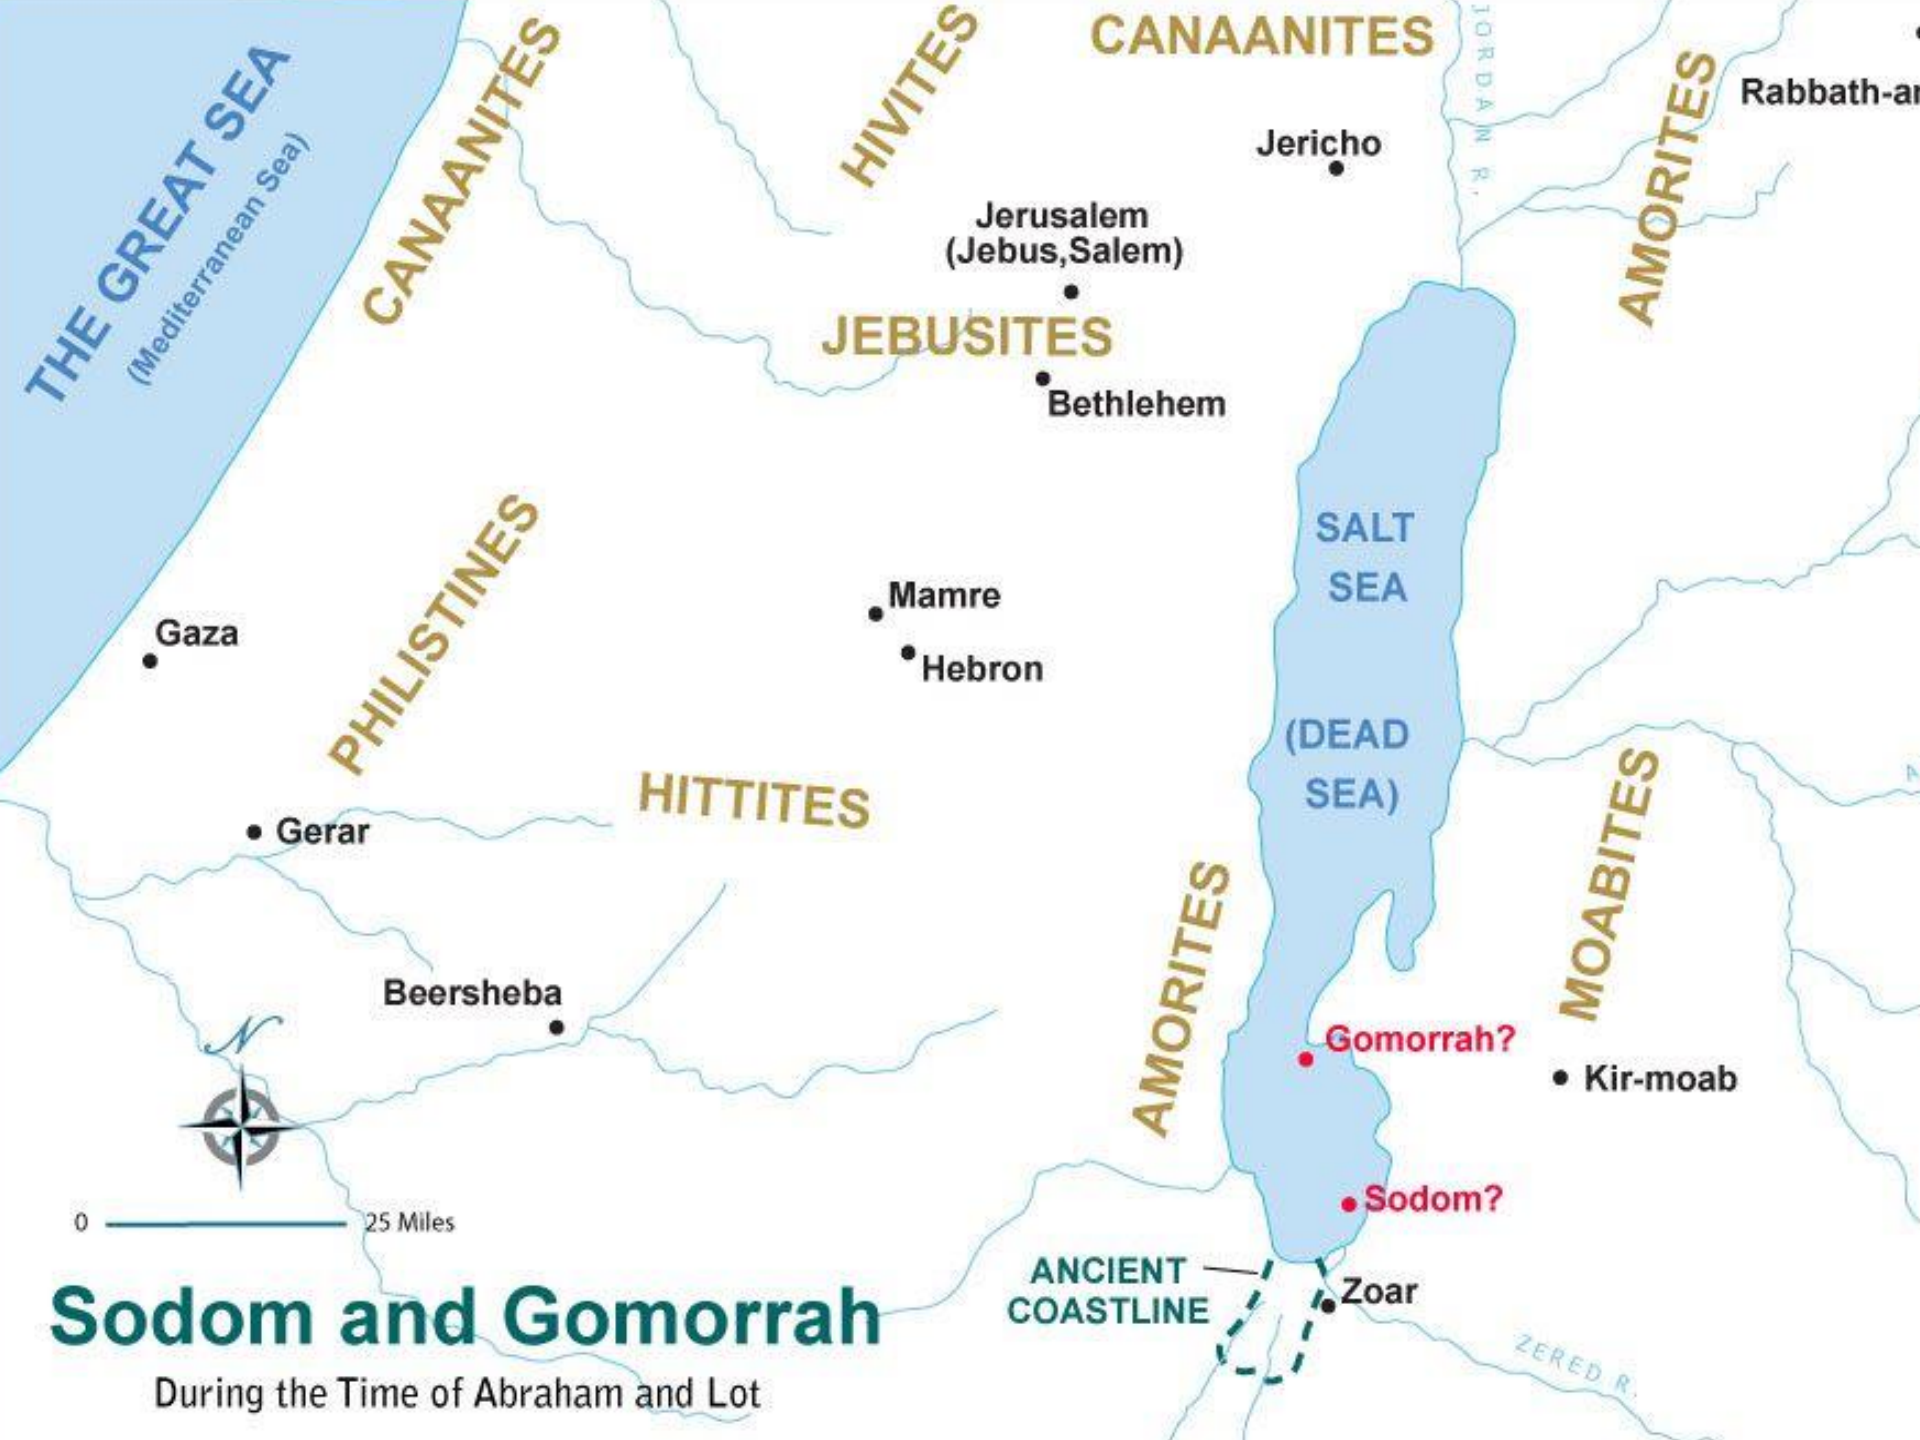 CANAANITES
HIVITES
CANAANITES
JORDAN R.
AMORITES
THE GREAT SEA
(Mediterranean Sea)
Jericho
Jerusalem
(Jebus,Salem)
JEBUSITES
Bethlehem
SALT
SEA
PHILISTINES
Mamre
Gaza
Hebron
(DEAD
SEA)
HITTITES
MOABITES
Gerar
AMORITES
Beersheba
N
Gomorrah?
Kir-moab
Sodom?
0 25 Miles
ANCIENT
COASTLINE
Zoar
Sodom and Gomorrah
ZERED R.
During the Time of Abraham and Lot